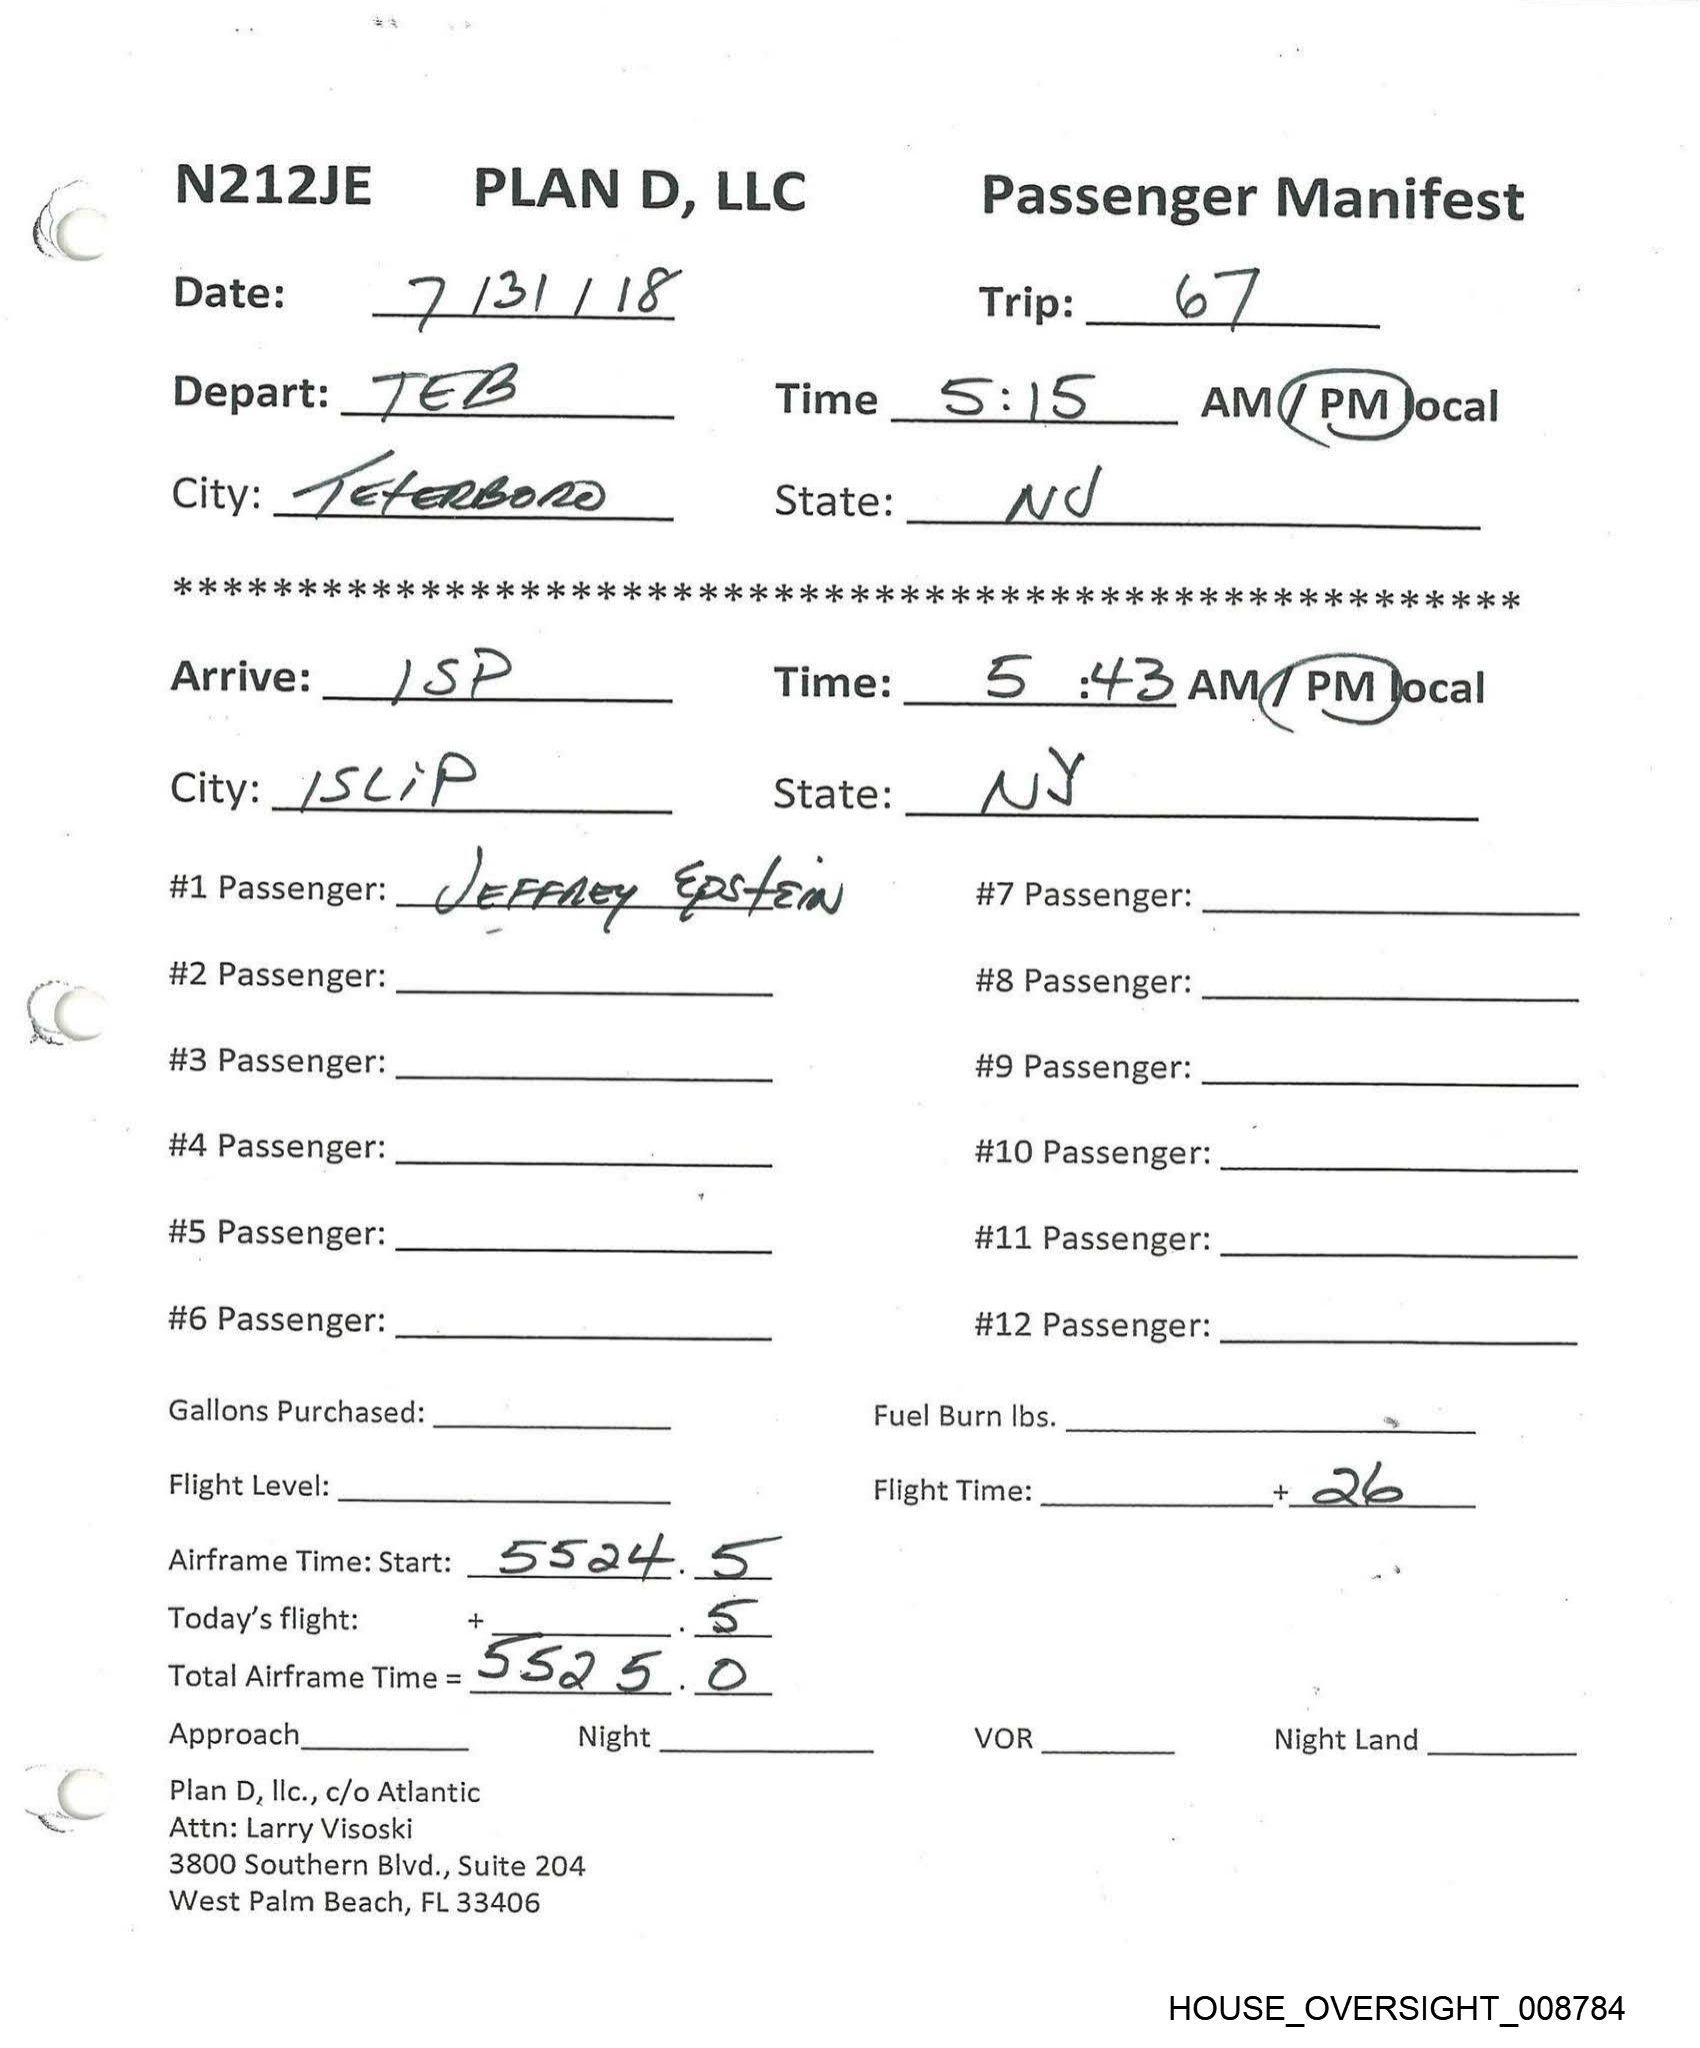 N212JE PLAN D, LLC Passenger Manifest
Date: 7/31/18 Trip: 67
Depart: TEB Time 5:15 AM / PM local
City: TETERBORO State: NJ
******************************************************
Arrive: ISP Time: 5:43 AM / PM local
City: ISLiP State: NY
#1 Passenger: JEFFREY EPStEiN #7 Passenger:
#2 Passenger: #8 Passenger:
#3 Passenger: #9 Passenger:
#4 Passenger: #10 Passenger:
#5 Passenger: #11 Passenger:
#6 Passenger: #12 Passenger:
Gallons Purchased: Fuel Burn lbs.
Flight Level: Flight Time: + 26
Airframe Time: Start: 5524.5
Today's flight: + .5
Total Airframe Time = 5525.0
Approach Night VOR Night Land
Plan D, llc., c/o Atlantic
Attn: Larry Visoski
3800 Southern Blvd., Suite 204
West Palm Beach, FL 33406
HOUSE_OVERSIGHT_008784